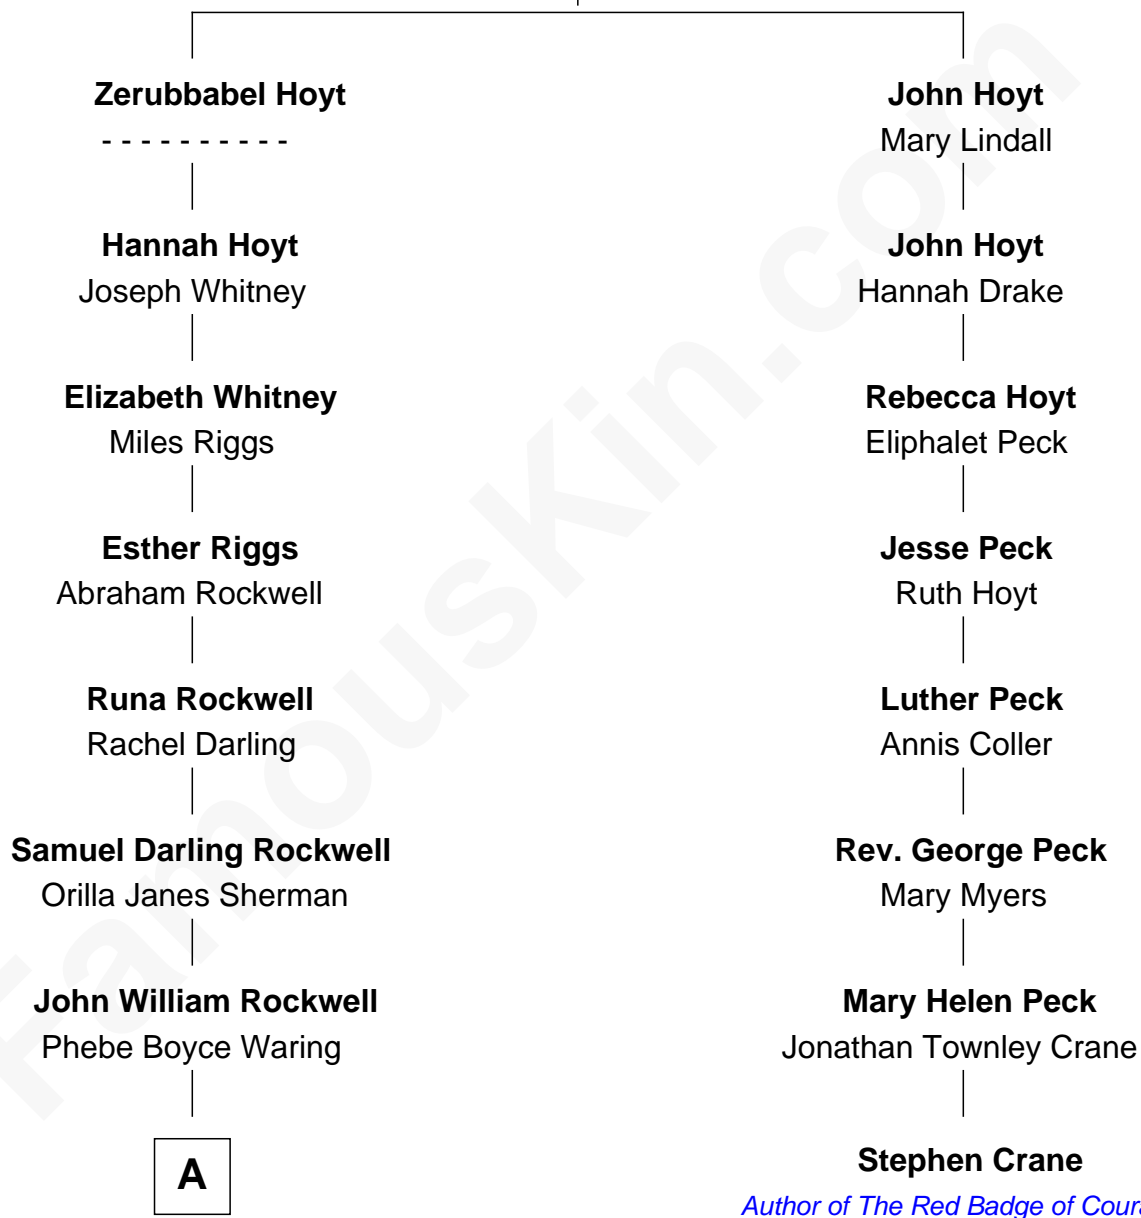 Zerubbabel Hoyt
- - - - - - - - - -
Hannah Hoyt
Joseph Whitney
Elizabeth Whitney
Miles Riggs
Esther Riggs
Abraham Rockwell
Runa Rockwell
Rachel Darling
Samuel Darling Rockwell
Orilla Janes Sherman
John William Rockwell
Phebe Boyce Waring
A
John Hoyt
Mary Lindall
John Hoyt
Hannah Drake
Rebecca Hoyt
Eliphalet Peck
Jesse Peck
Ruth Hoyt
Luther Peck
Annis Coller
Rev. George Peck
Mary Myers
Mary Helen Peck
Jonathan Townley Crane
Stephen Crane
Author of The Red Badge of
FamousKin.com